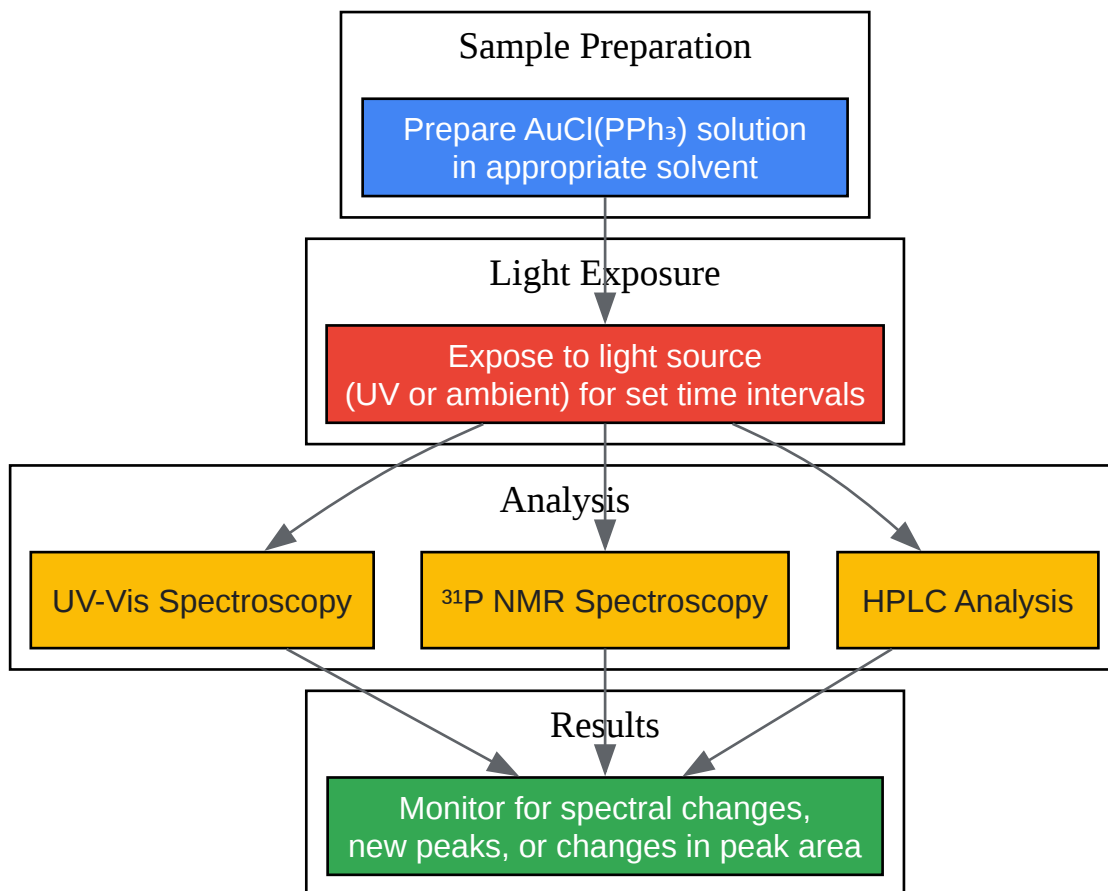 Sample Preparation
Prepare AuCl(PPh₃) solution
in appropriate solvent
Light Exposure
Expose to light source
(UV or ambient) for set time intervals
Analysis
UV-Vis Spectroscopy
³¹P NMR Spectroscopy
HPLC Analysis
Results
Monitor for spectral changes,
new peaks, or changes in peak area